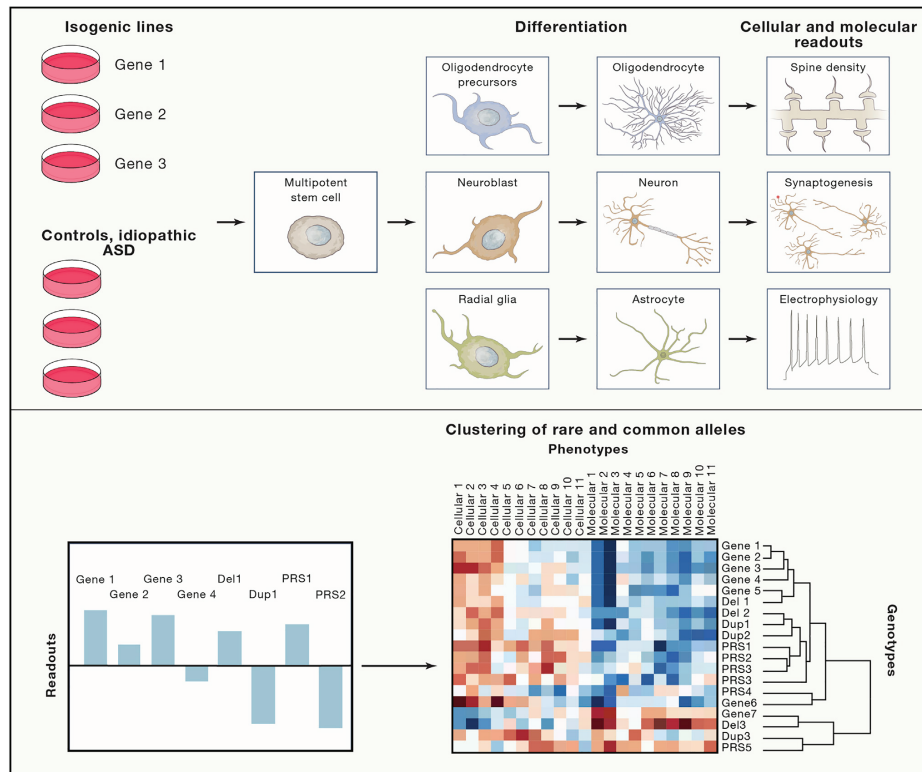 Isogenic lines
Gene 1
Gene 2
Gene 3
Controls, idiopathic
ASD
Multipotent
stem cell
Differentiation
Oligodendrocyte
precursors
Oligodendrocyte
Neuroblast
Neuron
Radial glia
Astrocyte
Cellular and molecular
readouts
Spine density
Synaptogenesis
Electrophysiology
Readouts
Gene 1
Gene 2
Gene 3
Gene 4
Del1
Dup1
PRS1
PRS2
Clustering of rare and common alleles
Phenotypes
Cellular 1
Cellular 2
Cellular 3
Cellular 4
Cellular 5
Cellular 6
Cellular 7
Cellular 8
Cellular 9
Cellular 10
Cellular 11
Molecular 1
Molecular 2
Molecular 3
Molecular 4
Molecular 5
Molecular 6
Molecular 7
Molecular 8
Molecular 9
Molecular 10
Molecular 11
Gene 1
Gene 2
Gene 3
Gene 4
Gene 5
Del 1
Del 2
Dup1
Dup2
PRS1
PRS2
PRS3
PRS3
PRS4
Gene6
Gene7
Del3
Dup3
PRS5
Genotypes